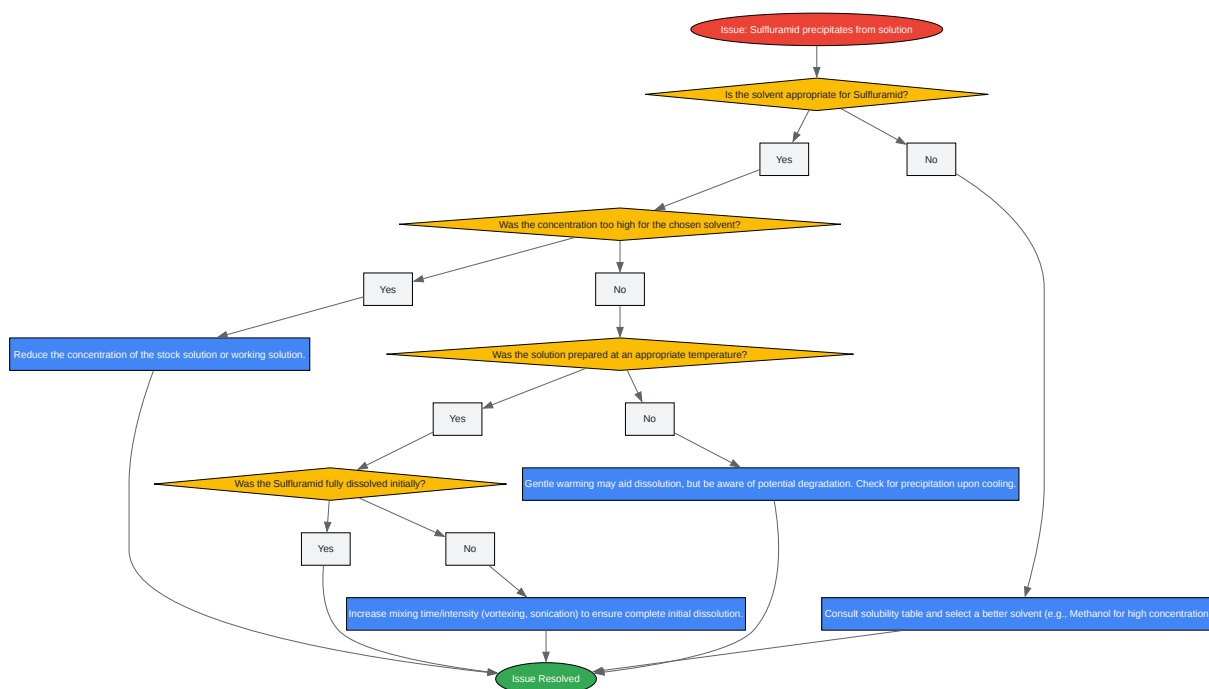 Issue: Sulfluramid precipitates from solution
Is the solvent appropriate for Sulfluramid?
Yes
No
Was the concentration too high for the chosen solvent?
Yes
No
Reduce the concentration of the stock solution or working solution.
Was the solution prepared at an appropriate temperature?
Yes
No
Was the Sulfluramid fully dissolved initially?
Gentle warming may aid dissolution, but be aware of potential degradation. Check for precipitation upon cooling.
Yes
No
Increase mixing time/intensity (vortexing, sonication) to ensure complete initial dissolution.
Consult solubility table and select a better solvent (e.g., Methanol for high concentration
Issue Resolved